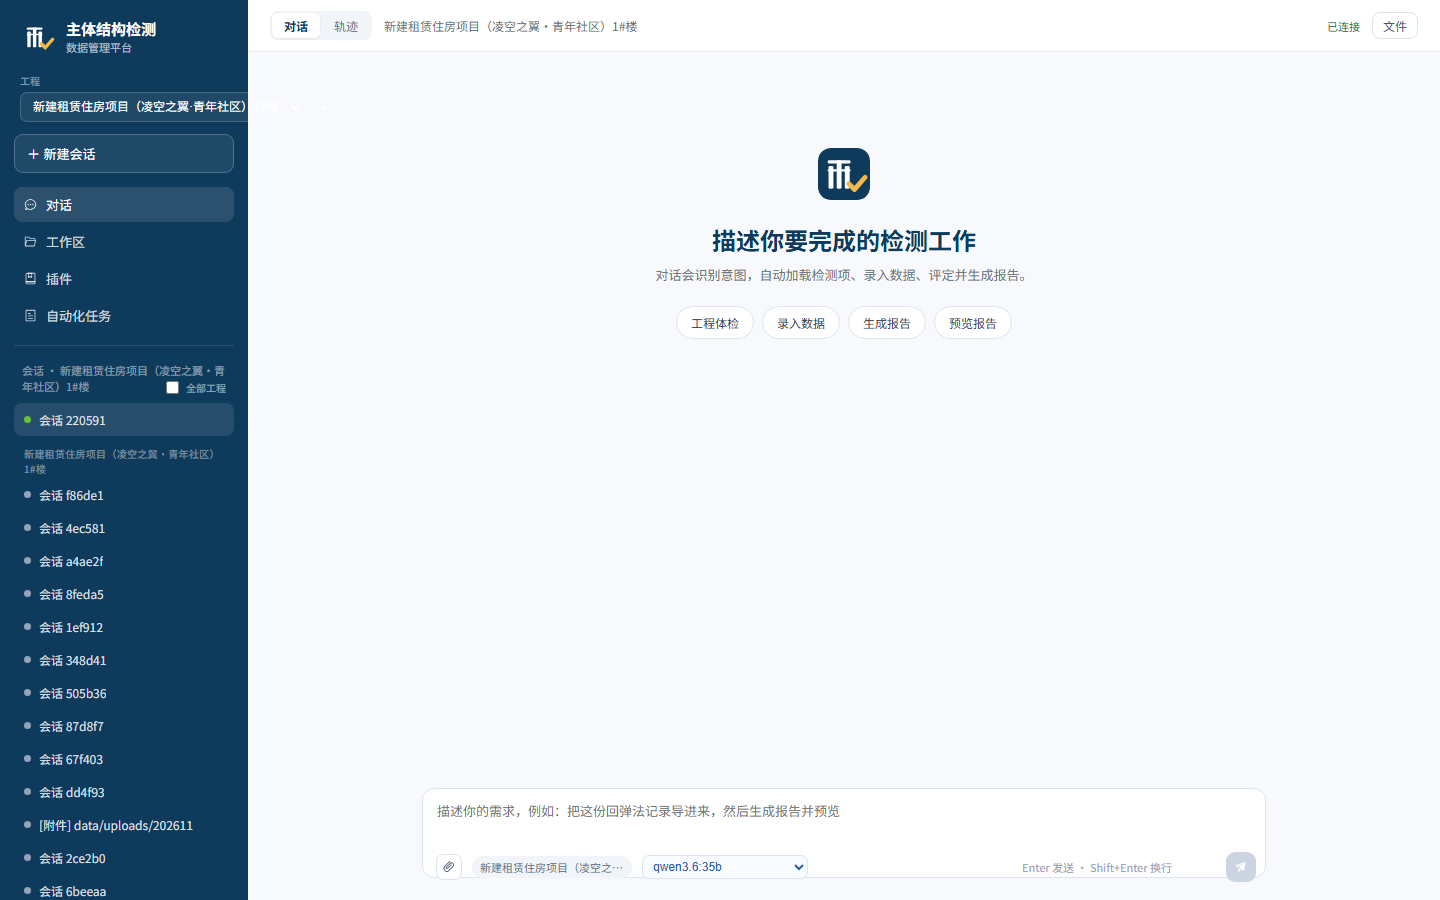 主体结构检测
数据管理平台
工程
新建租赁住房项目（凌空之翼·青年社区）
+ 新建会话
对话
工作区
插件
自动化任务
会话 · 新建租赁住房项目（凌空之翼·青
年社区）1#楼
全部工程
会话 220591
新建租赁住房项目（凌空之翼·青年社区）
1#楼
会话 f86de1
会话 4ec581
会话 a4ae2f
会话 8feda5
会话 1ef912
会话 348d41
会话 505b36
会话 87d8f7
会话 67f403
会话 dd4f93
[附件] data/uploads/202611
会话 2ce2b0
会话 6beeaa
对话 轨迹 新建租赁住房项目（凌空之翼·青年社区）1#楼
已连接 文件
描述你要完成的检测工作
对话会识别意图，自动加载检测项、录入数据、评定并生成报告。
工程体检 录入数据 生成报告 预览报告
描述你的需求，例如：把这份回弹法记录导进来，然后生成报告并预览
新建租赁住房项目（凌空之… qwen3.6:35b Enter 发送 · Shift+Enter 换行